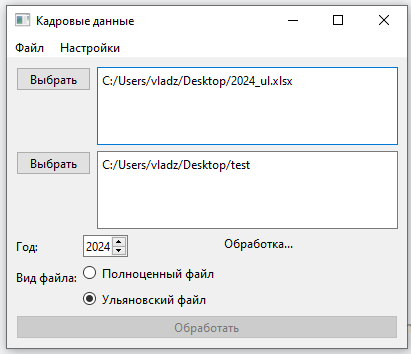 Кадровые данные
Файл Настройки
Выбрать C:/Users/vladz/Desktop/2024_ul.xlsx
Выбрать C:/Users/vladz/Desktop/test
Год: 2024 Обработка...
Вид файла: Полноценный файл
Ульяновский файл
Обработать